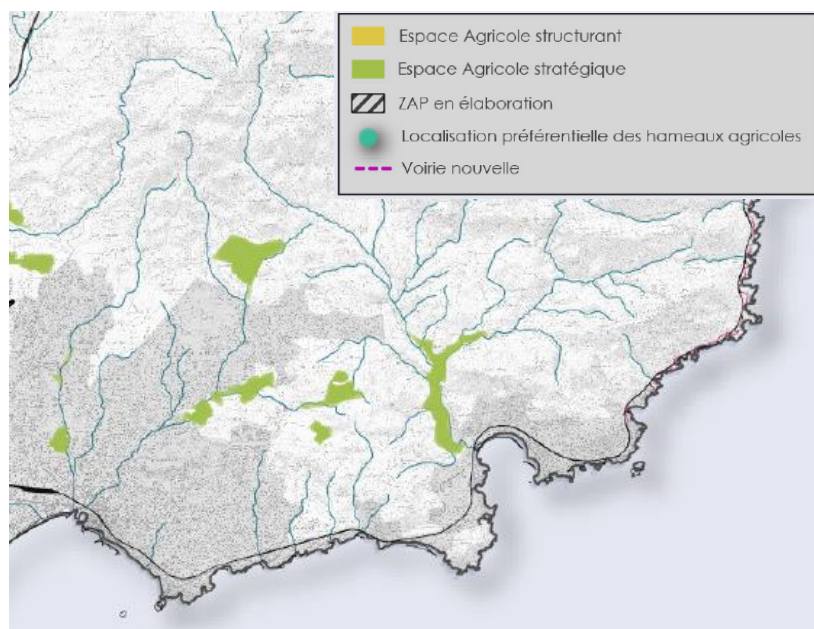 Espace Agricole structurant
Espace Agricole stratégique
ZAP en élaboration
Localisation préférentielle des hameaux agricoles
Voirie nouvelle